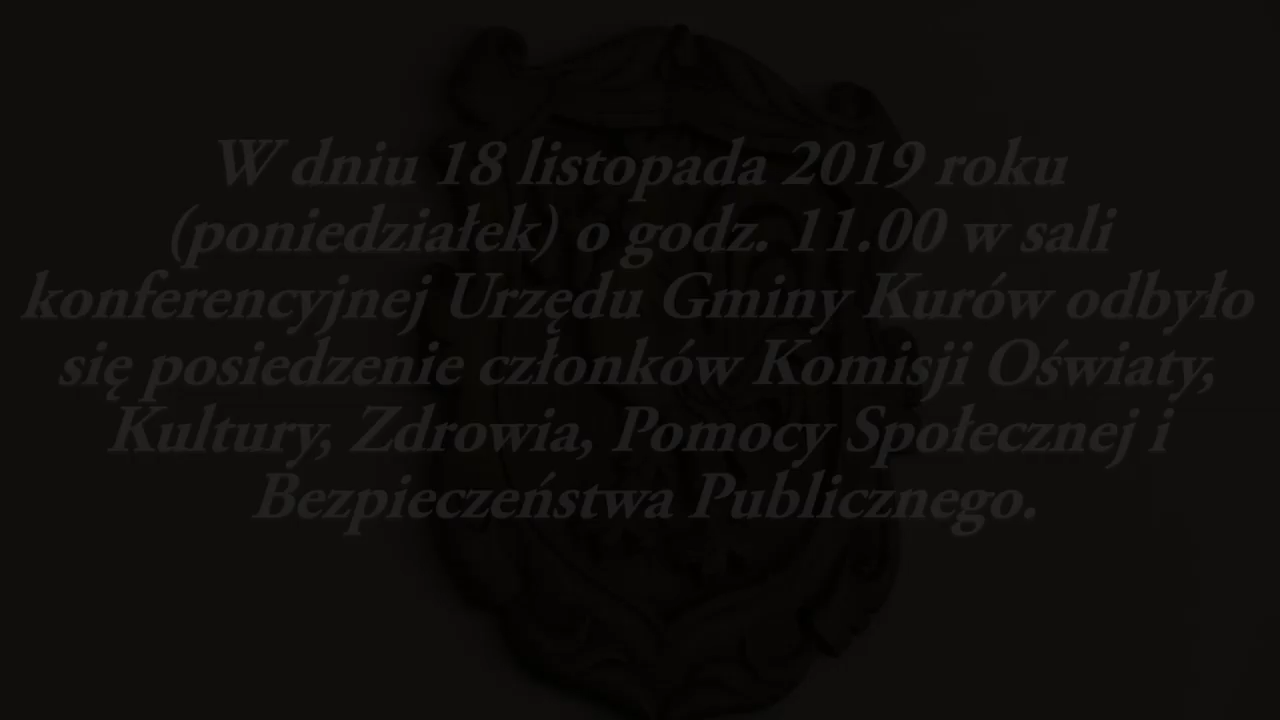 W dniu 18 listopada 2019 roku
(poniedziałek) o godz. 11.00 w sali
konferencyjnej Urzędu Gminy Kurów odbyło
się posiedzenie członków Komisji Oświaty,
Kultury, Zdrowia, Pomocy Społecznej i
Bezpieczeństwa Publicznego.